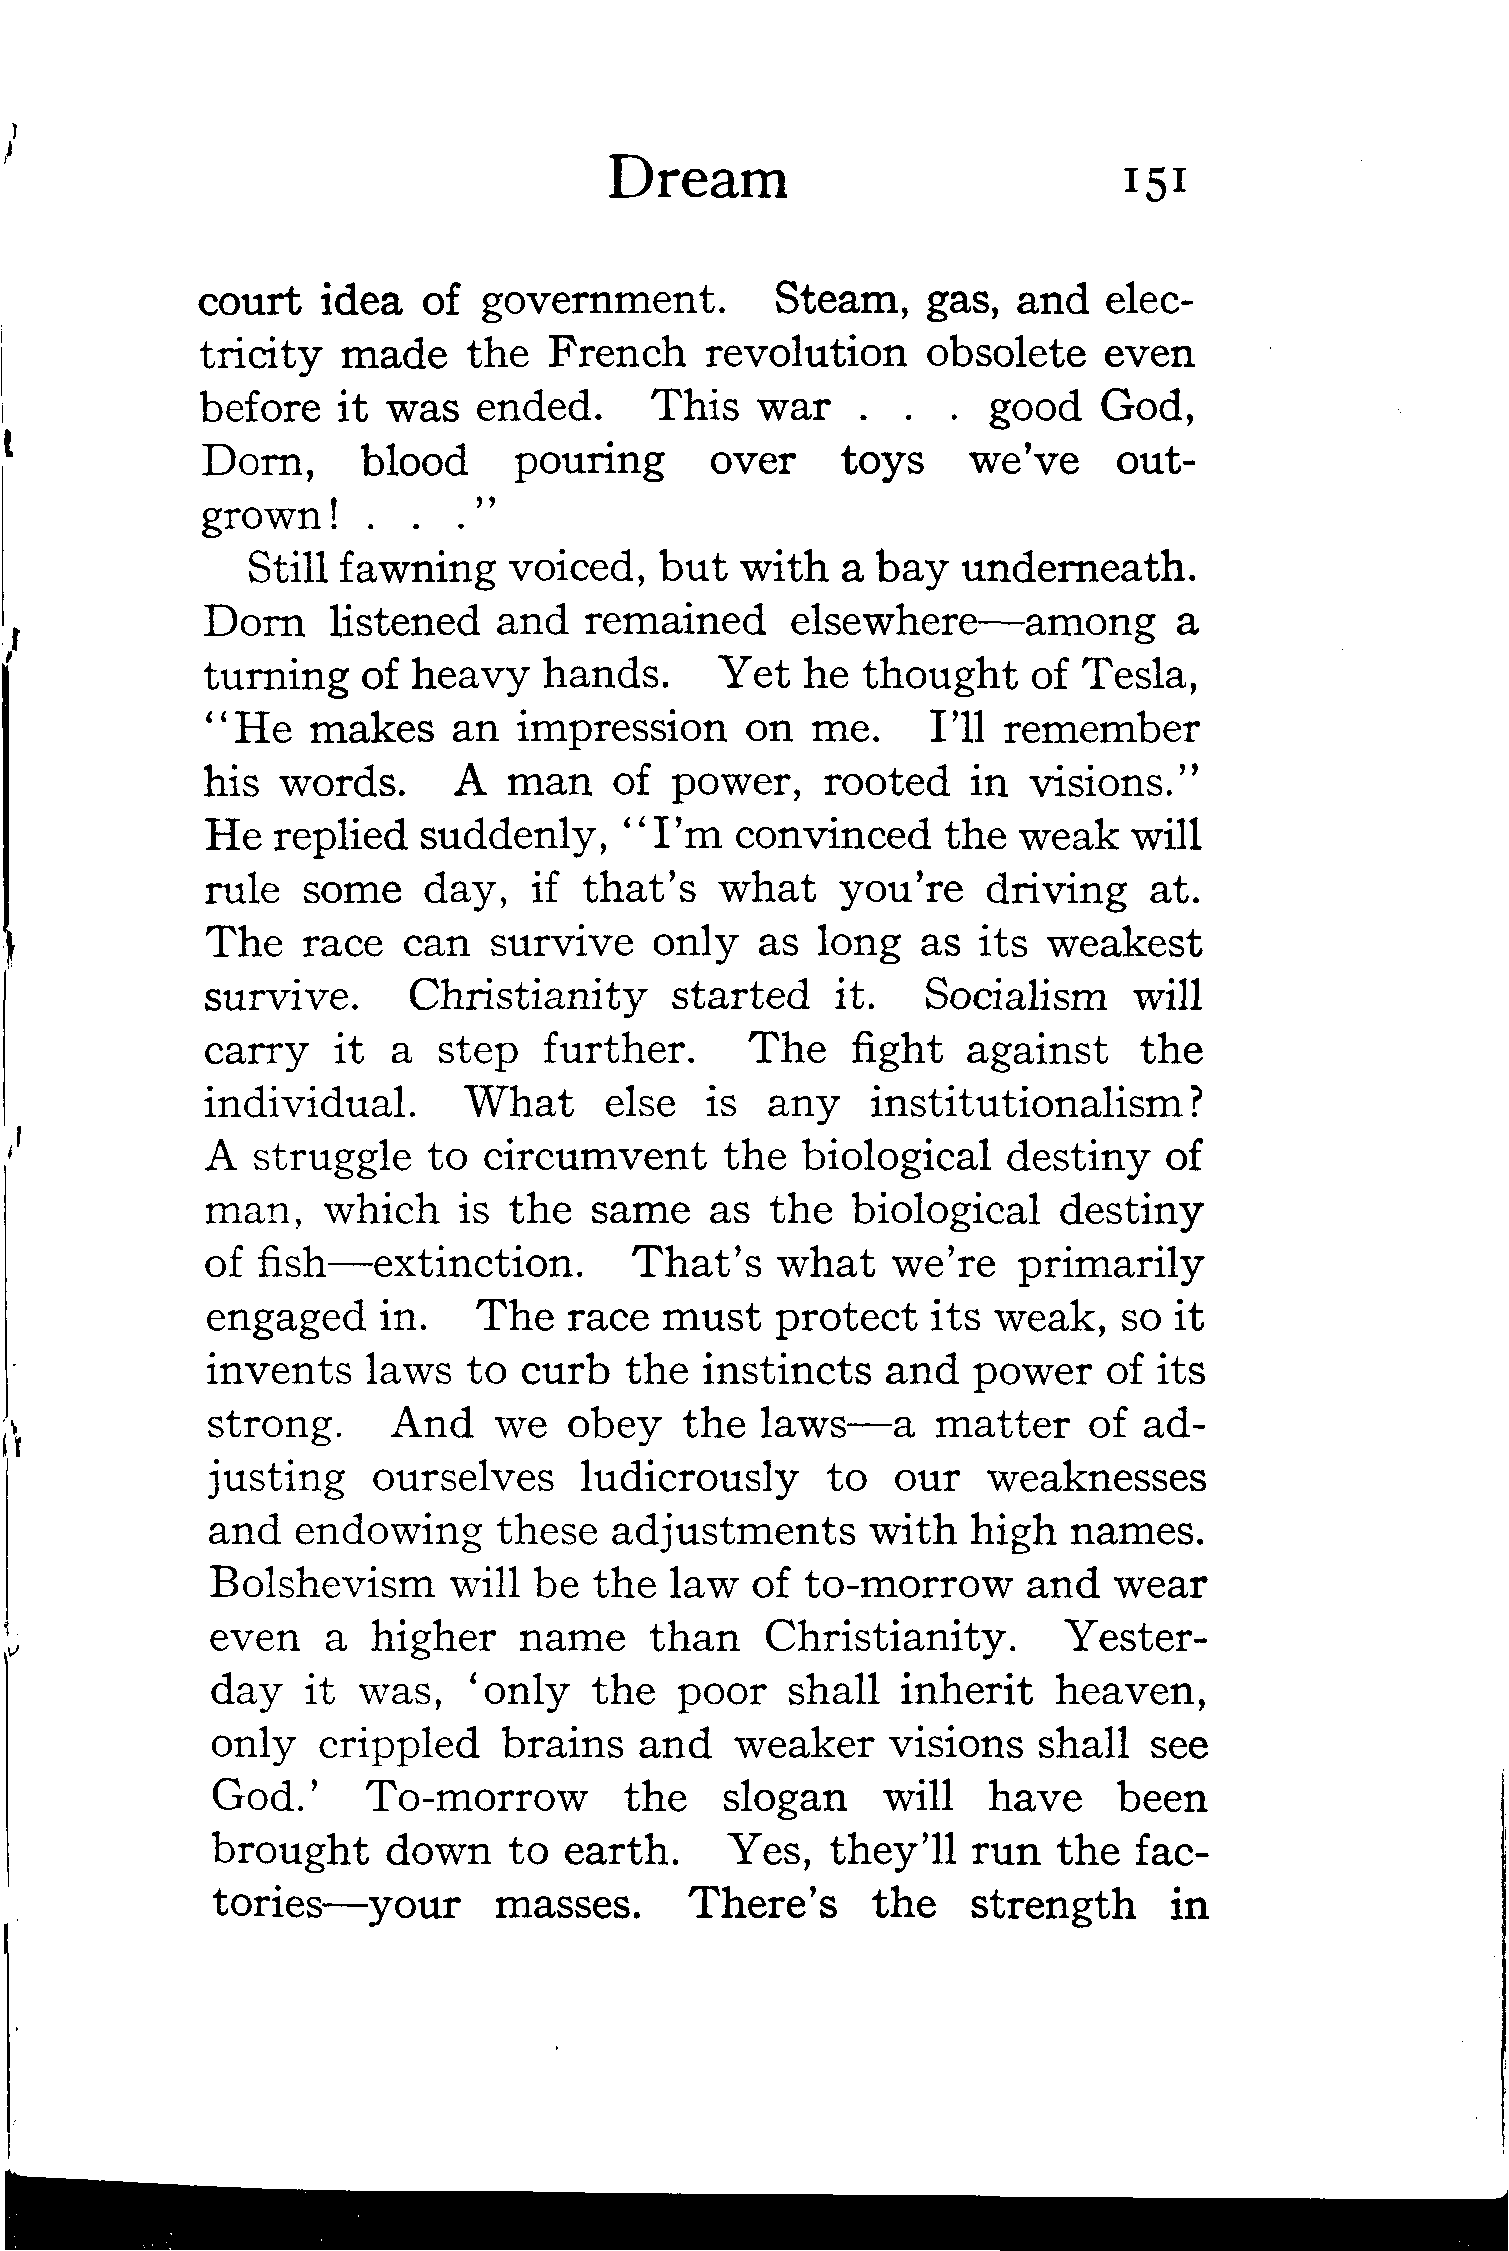 Dream 151
court idea of government. Steam, gas, and elec-
tricity made the French revolution obsolete even
before it was ended. This war . . . good God,
Dorn, blood pouring over toys we've out-
grown! . . ."
Still fawning voiced, but with a bay underneath.
Dorn listened and remained elsewhere—among a
turning of heavy hands. Yet he thought of Tesla,
"He makes an impression on me. I'll remember
his words. A man of power, rooted in visions."
He replied suddenly, "I'm convinced the weak will
rule some day, if that's what you're driving at.
The race can survive only as long as its weakest
survive. Christianity started it. Socialism will
carry it a step further. The fight against the
individual. What else is any institutionalism?
A struggle to circumvent the biological destiny of
man, which is the same as the biological destiny
of fish—extinction. That's what we're primarily
engaged in. The race must protect its weak, so it
invents laws to curb the instincts and power of its
strong. And we obey the laws—a matter of ad-
justing ourselves ludicrously to our weaknesses
and endowing these adjustments with high names.
Bolshevism will be the law of to-morrow and wear
even a higher name than Christianity. Yester-
day it was, 'only the poor shall inherit heaven,
only crippled brains and weaker visions shall see
God.' To-morrow the slogan will have been
brought down to earth. Yes, they'll run the fac-
tories—your masses. There's the strength in